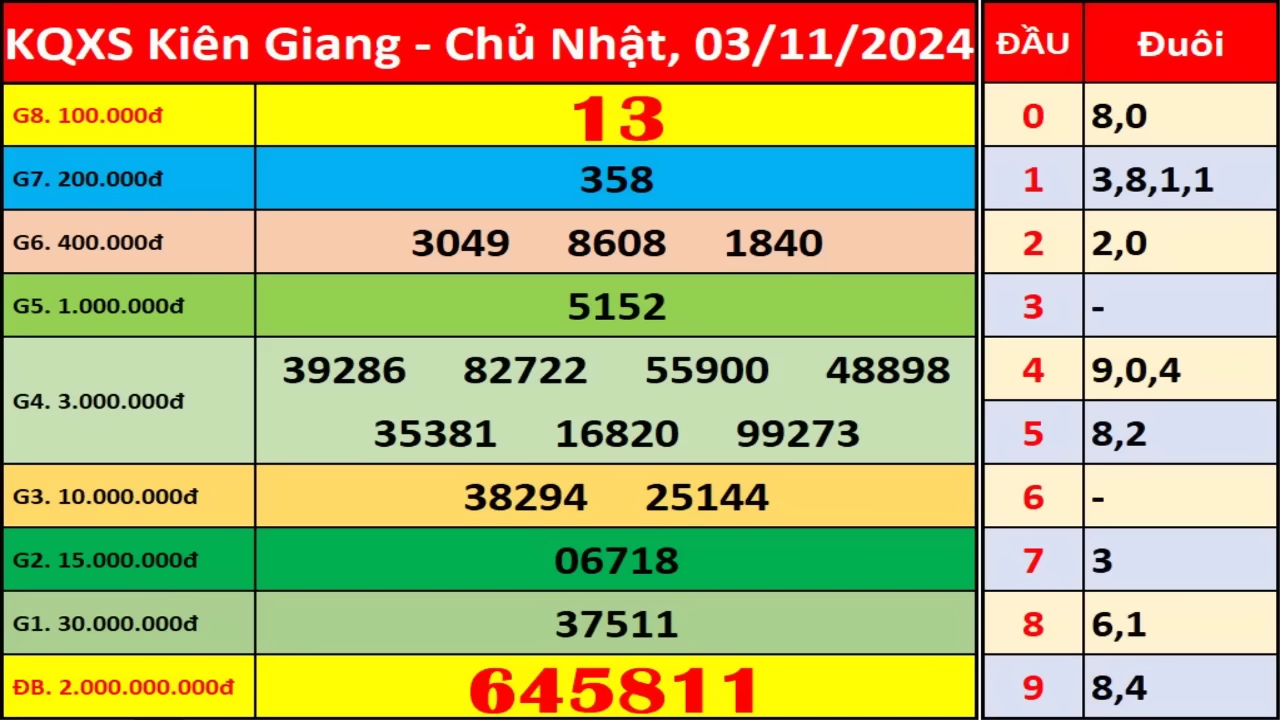 KQXS Kiên Giang - Chủ Nhật, 03/11/2024 ĐẦU Đuôi
G8. 100.000đ 13 0 8,0
G7. 200.000đ 358 1 3,8,1,1
G6. 400.000đ 3049 8608 1840 2 2,0
G5. 1.000.000đ 5152 3 -
39286 82722 55900 48898 4 9,0,4
G4. 3.000.000đ
35381 16820 99273 5 8,2
G3. 10.000.000đ 38294 25144 6 -
G2. 15.000.000đ 06718 7 3
G1. 30.000.000đ 37511 8 6,1
ĐB. 2.000.000.000đ 645811 9 8,4